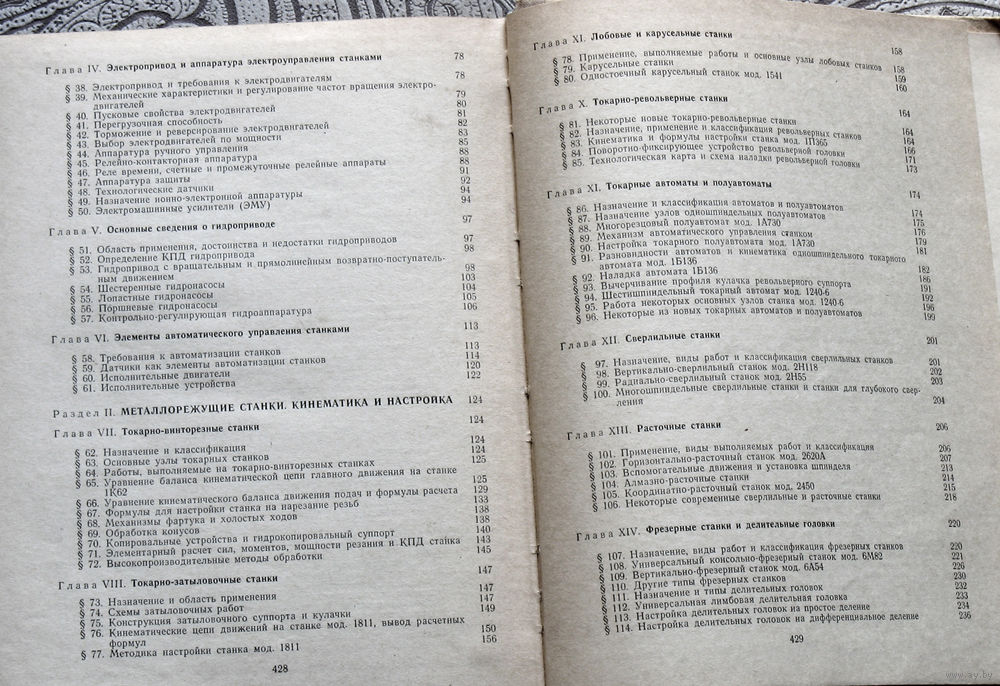 Глава IV. Электропривод и аппаратура электроуправления станками 78
§ 38. Электропривод и требования к электродвигателям 78
§ 39. Механические характеристики и регулирование частот вращения электро-
двигателей 79
§ 40. Пусковые свойства электродвигателей 80
§ 41. Перегрузочная способность 81
§ 42. Торможение и реверсирование электродвигателей 82
§ 43. Выбор электродвигателей по мощности 83
§ 44. Аппаратура ручного управления 85
§ 45. Релейно-контакторная аппаратура 88
§ 46. Реле времени, счетные и промежуточные релейные аппараты 88
§ 47. Аппаратура защиты 91
§ 48. Технологические датчики 92
§ 49. Назначение ионно-электронной аппаратуры 94
§ 50. Электромашинные усилители (ЭМУ) 94
Глава V. Основные сведения о гидроприводе 97
§ 51. Область применения, достоинства и недостатки гидроприводов 97
§ 52. Определение КПД гидропривода 98
§ 53. Гидропривод с вращательным и прямолинейным возвратно-поступатель-
ным движением 98
§ 54. Шестеренные гидронасосы 103
§ 55. Лопастные гидронасосы 104
§ 56. Поршневые гидронасосы 105
§ 57. Контрольно-регулирующая гидроаппаратура 106
Глава VI. Элементы автоматического управления станками 113
§ 58. Требования к автоматизации станков 113
§ 59. Датчики как элементы автоматизации станков 114
§ 60. Исполнительные двигатели 120
§ 61. Исполнительные устройства 122
Раздел II. МЕТАЛЛОРЕЖУЩИЕ СТАНКИ. КИНЕМАТИКА И НАСТРОЙКА 124
Глава VII. Токарно-винторезные станки 124
§ 62. Назначение и классификация 124
§ 63. Основные узлы токарных станков 124
§ 64. Работы, выполняемые на токарно-винторезных станках 125
§ 65. Уравнение баланса кинематической цепи главного движения на станке
1К62 125
§ 66. Уравнение кинематического баланса движения подач и формулы расчета 129
§ 67. Формулы для настройки станка на нарезание резьб 133
§ 68. Механизмы фартука и холостых ходов 138
§ 69. Обработка конусов 138
§ 70. Копировальные устройства и гидрокопировальный суппорт 140
§ 71. Элементарный расчет сил, моментов, мощности резания и КПД станка 143
§ 72. Высокопроизводительные методы обработки 145
Глава VIII. Токарно-затыловочные станки 147
§ 73. Назначение и область применения 147
§ 74. Схемы затыловочных работ 147
§ 75. Конструкция затыловочного суппорта и кулачки 149
§ 76. Кинематические цепи движений на станке мод. 1811, вывод расчетных
формул 150
§ 77. Методика настройки станка мод. 1811 156
428
Глава XI. Лобовые и карусельные станки 158
§ 78. Применение, выполняемые работы и основные узлы лобовых станков 158
§ 79. Карусельные станки 159
§ 80. Одностоечный карусельный станок мод. 1541 160
Глава X. Токарно-револьверные станки 164
§ 81. Некоторые новые токарно-револьверные станки 164
§ 82. Назначение, применение и классификация револьверных станков 164
§ 83. Кинематика и формулы настройки станка мод. 1П365 166
§ 84. Поворотно-фиксирующее устройство револьверной головки 171
§ 85. Технологическая карта и схема наладки револьверной головки 173
Глава XI. Токарные автоматы и полуавтоматы 174
§ 86. Назначение и классификация автоматов и полуавтоматов 174
§ 87. Назначение узлов одношпиндельных полуавтоматов 175
§ 88. Многорезцовый полуавтомат мод. 1А730 176
§ 89. Механизм автоматического управления станком 179
§ 90. Настройка токарного полуавтомата мод. 1А730 181
§ 91. Разновидности автоматов и кинематика одношпиндельного токарного
автомата мод. 1Б136 182
§ 92. Наладка автомата 1Б136 186
§ 93. Вычерчивание профиля кулачка револьверного суппорта 191
§ 94. Шестишпиндельный токарный автомат мод. 1240-6 192
§ 95. Работа некоторых основных узлов станка мод. 1240-6 196
§ 96. Некоторые из новых токарных автоматов и полуавтоматов 199
Глава XII. Сверлильные станки 201
§ 97. Назначение, виды работ и классификация сверлильных станков 201
§ 98. Вертикально-сверлильный станок мод. 2Н118 202
§ 99. Радиально-сверлильный станок мод. 2Н55 203
§ 100. Многошпиндельные сверлильные станки и станки для глубокого свер-
ления 204
Глава XIII. Расточные станки 206
§ 101. Применение, виды выполняемых работ и классификация 206
§ 102. Горизонтально-расточный станок мод. 2620А 207
§ 103. Вспомогательные движения и установка шпинделя 213
§ 104. Алмазно-расточные станки 214
§ 105. Координатно-расточный станок мод. 2450 215
§ 106. Некоторые современные сверлильные и расточные станки 218
Глава XIV. Фрезерные станки и делительные головки 220
§ 107. Назначение, виды работ и классификация фрезерных станков 220
§ 108. Универсальный консольно-фрезерный станок мод. 6М82 221
§ 109. Вертикально-фрезерный станок мод. 6А54 226
§ 110. Другие типы фрезерных станков 230
§ 111. Назначение и типы делительных головок 232
§ 112. Универсальная лимбовая делительная головка 233
§ 113. Настройка делительных головок на простое деление 234
§ 114. Настройка делительных головок на дифференциальное деление 236
429
www.ay.by